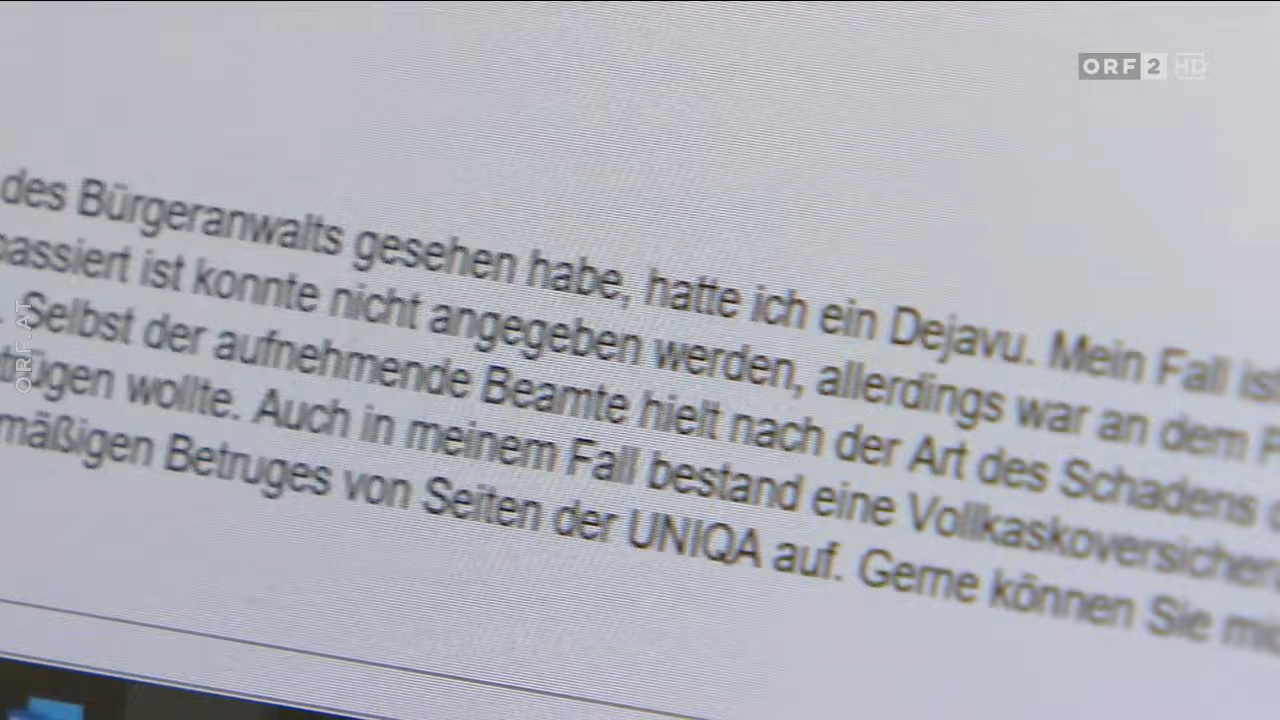 ORF 2 HD
des Bürgeranwalts gesehen habe, hatte ich ein Dejavu. Mein Fall ist
passiert ist konnte nicht angegeben werden, allerdings war an dem
. Selbst der aufnehmende Beamte hielt nach der Art des Schadens
wollte. Auch in meinem Fall bestand eine Vollkaskoversicher
mäßigen Betruges von Seiten der UNIQA auf. Gerne können Sie
ORF.AT